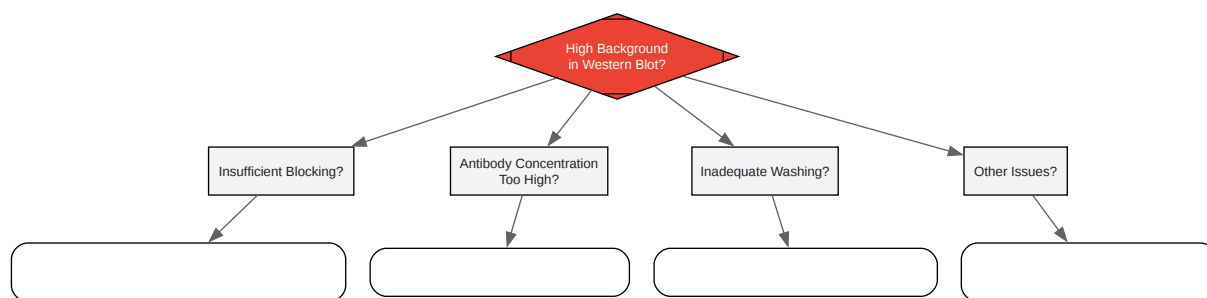 High Background
in Western Blot?
Insufficient Blocking?
Antibody Concentration
Too High?
Inadequate Washing?
Other Issues?